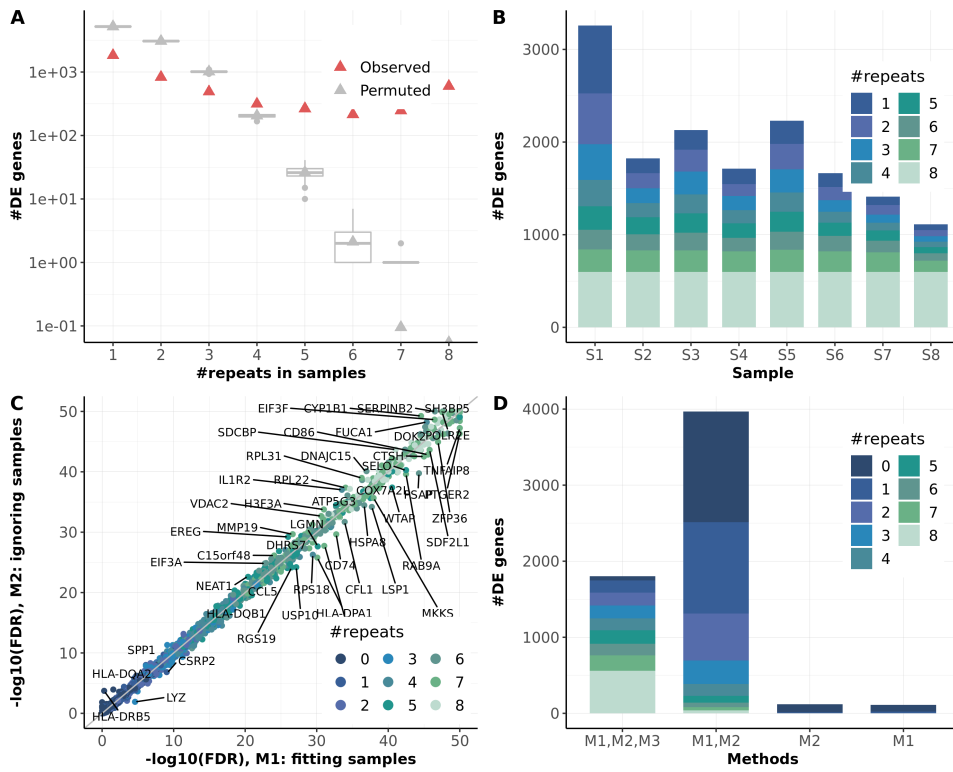 A
#DE genes
1e+03
1e+02
1e+01
1e+00
1e-01
Observed
Permuted
1 2 3 4 5 6 7 8
#repeats in samples
B
#DE genes
3000
2000
1000
0
#repeats
1 5
2 6
3 7
4 8
S1 S2 S3 S4 S5 S6 S7 S8
Sample
C
-log10(FDR), M2: ignoring samples
50
40
30
20
10
0
EIF3F CYP1B1 SERPINB2 SH3BP5
SDCBP CD86 FUCA1 DOK2 POLR2E
RPL31 DNAJC15 CTSH
SELO TNFAIP8
IL1R2 RPL22 COX7A2L PSAP PTGER2
VDAC2 H3F3A ATP5G3
WTAP ZFP36
EREG MMP19 LGMN
DHRS7 HSPA8 SDF2L1
EIF3A C15orf48 CD74 RAB9A
NEAT1 CCL5 RPS18 CFL1 LSP1
HLA-DQB1 USP10 HLA-DPA1 MKKS
RGS19
SPP1
CSRP2
HLA-DQA2
LYZ
HLA-DRB5
#repeats
0 3 6
1 4 7
2 5 8
0 10 20 30 40 50
-log10(FDR), M1: fitting samples
D
#DE genes
4000
3000
2000
1000
0
#repeats
0 5
1 6
2 7
3 8
4
M1,M2,M3 M1,M2 M2 M1
Methods